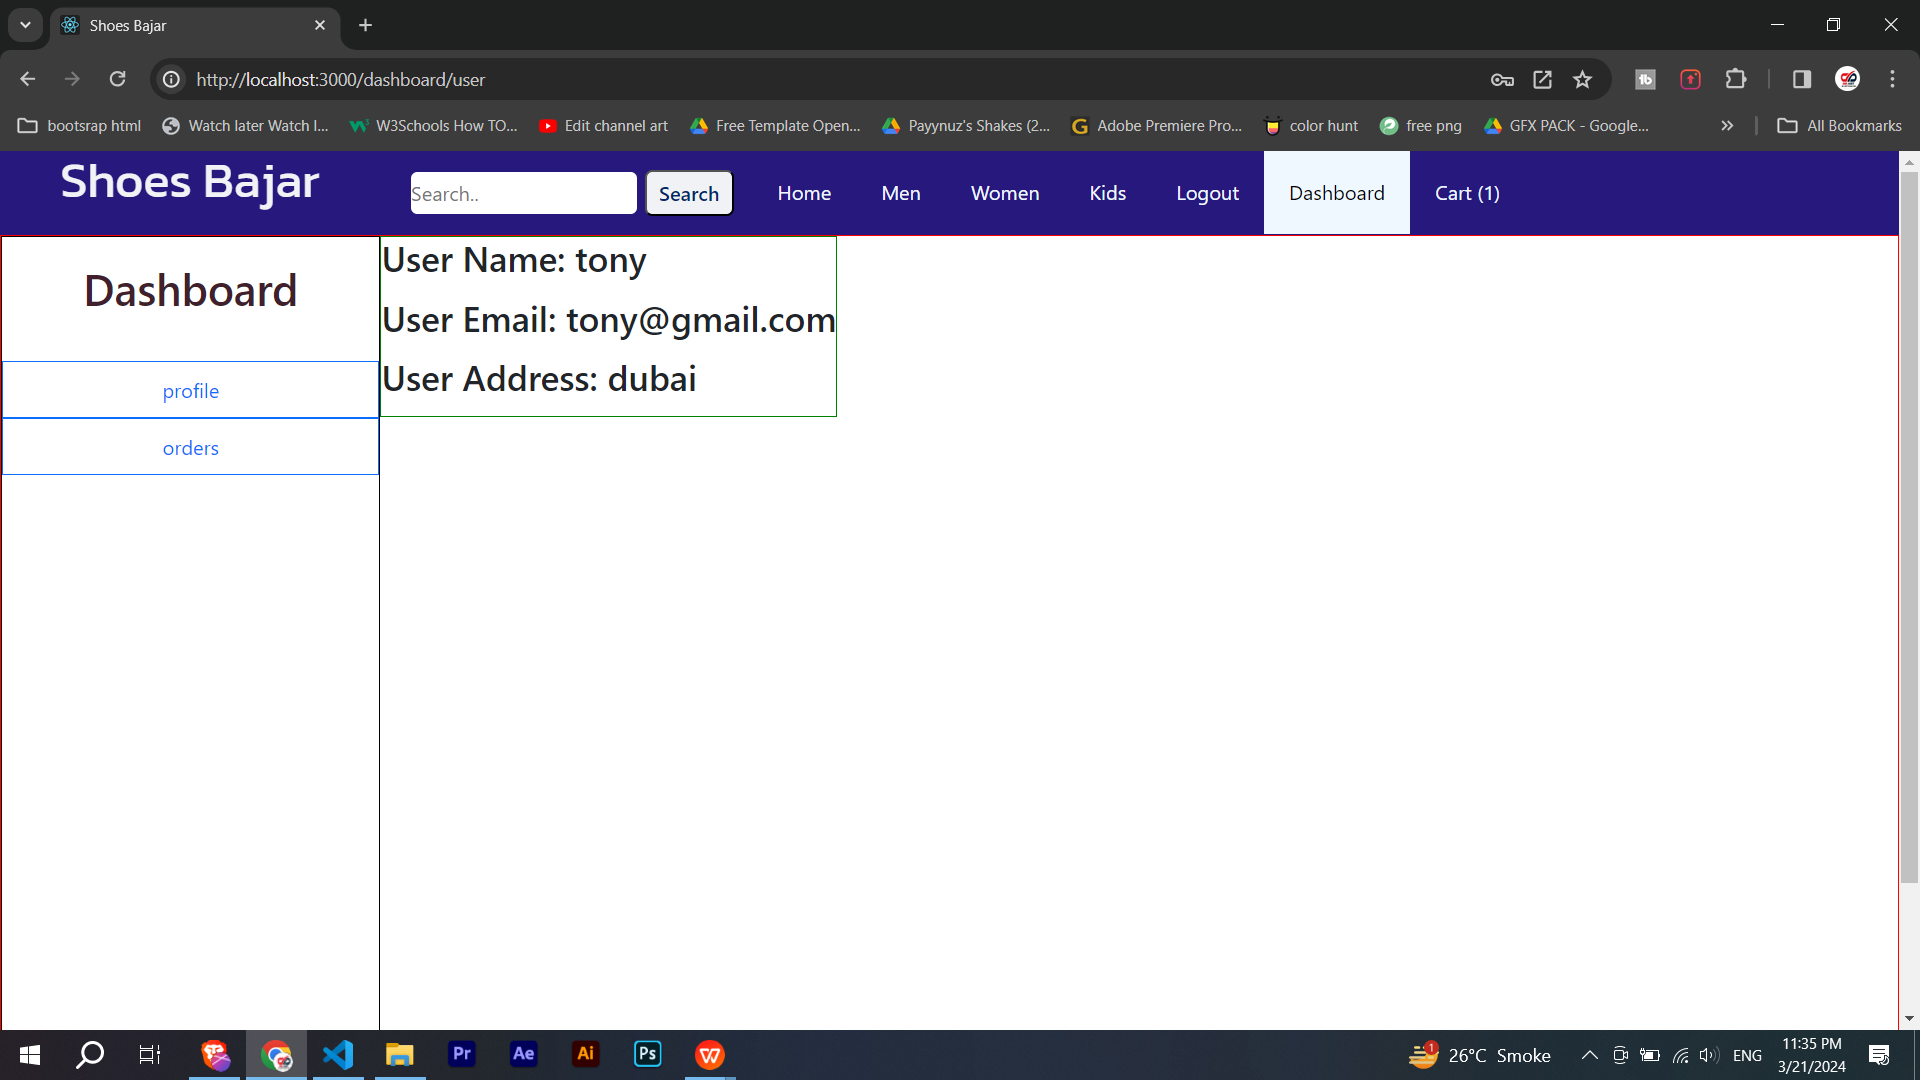 Shoes Bajar
http://localhost:3000/dashboard/user
bootsrap html
Watch later Watch l...
W3Schools How TO...
Edit channel art
Free Template Open...
Payynuz's Shakes (2...
Adobe Premiere Pro...
color hunt
free png
GFX PACK - Google...
All Bookmarks
Shoes Bajar
Search..
Search
Home
Men
Women
Kids
Logout
Dashboard
Cart (1)
Dashboard
profile
orders
User Name: tony
User Email: tony@gmail.com
User Address: dubai
Pr
Ae
Ai
Ps
1
26°C Smoke
ENG
11:35 PM
3/21/2024